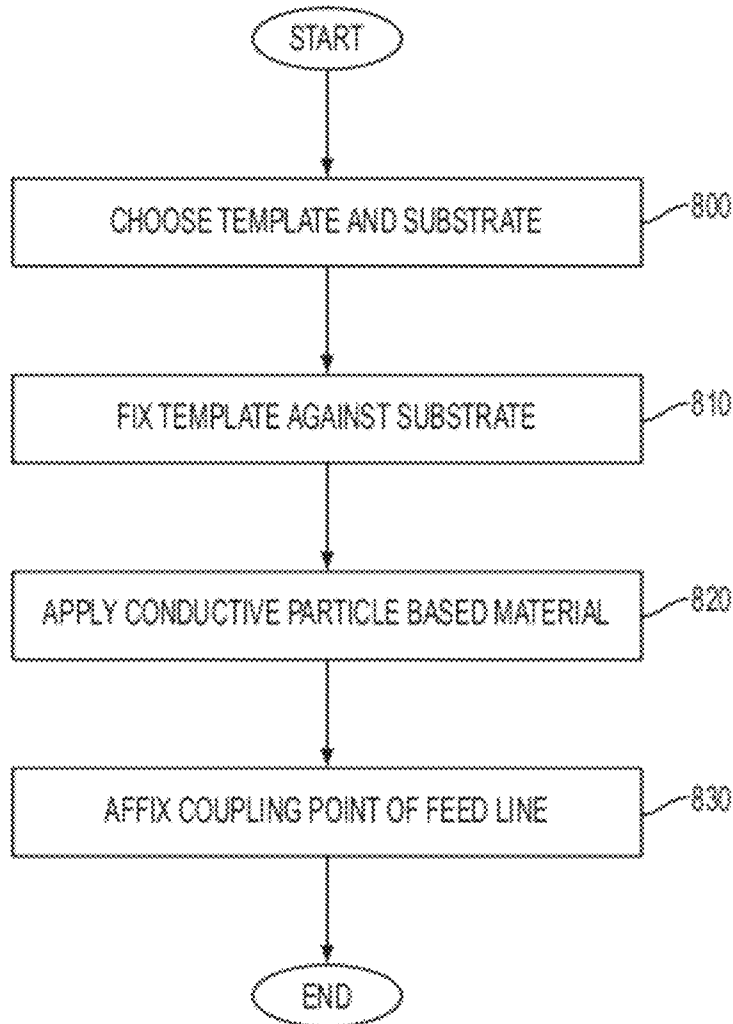 START
CHOOSE TEMPLATE AND SUBSTRATE
800
FIX TEMPLATE AGAINST SUBSTRATE
810
APPLY CONDUCTIVE PARTICLE BASED MATERIAL
820
AFFIX COUPLING POINT OF FEED LINE
830
END